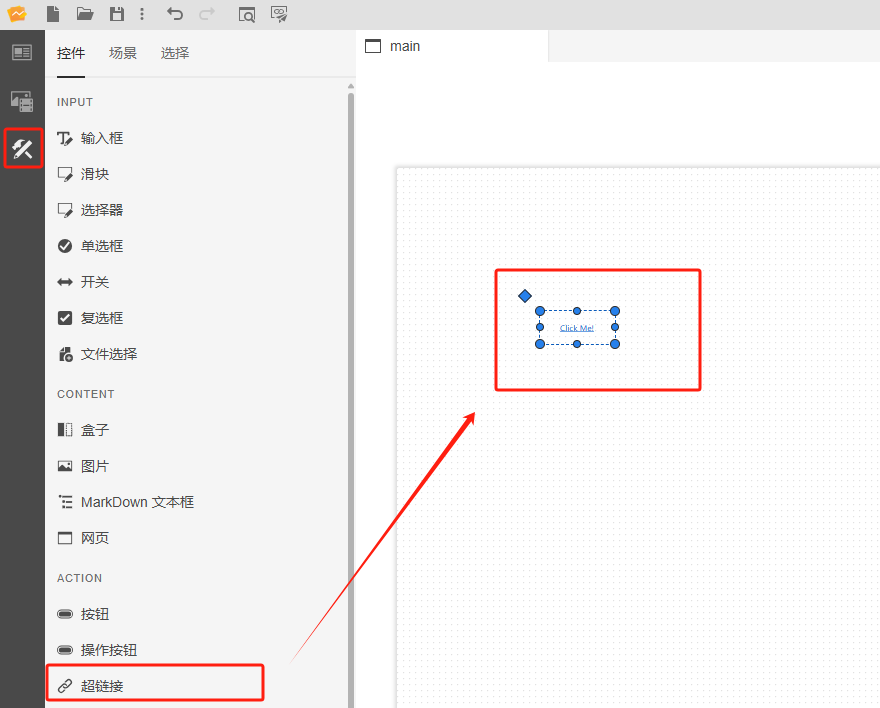 控件 场景 选择
main
INPUT
输入框
滑块
选择器
单选框
开关
复选框
文件选择
CONTENT
盒子
图片
MarkDown 文本框
网页
ACTION
按钮
操作按钮
超链接
Click Me!